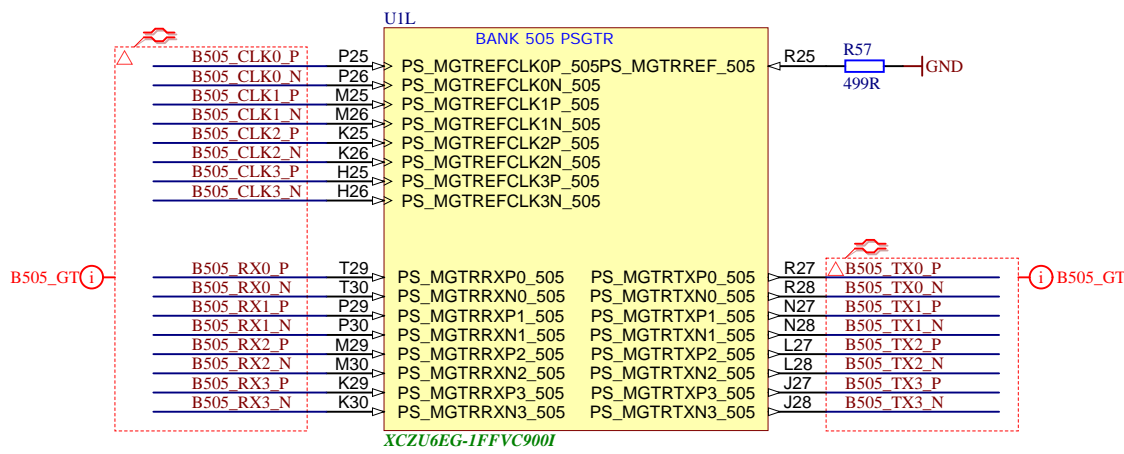 U1L
BANK 505 PSGTR
B505_CLK0_P P25 PS_MGTREFCLK0P_505 PS_MGTRREF_505 R25 R57 GND
499R
B505_CLK0_N P26 PS_MGTREFCLK0N_505
B505_CLK1_P M25 PS_MGTREFCLK1P_505
B505_CLK1_N M26 PS_MGTREFCLK1N_505
B505_CLK2_P K25 PS_MGTREFCLK2P_505
B505_CLK2_N K26 PS_MGTREFCLK2N_505
B505_CLK3_P H25 PS_MGTREFCLK3P_505
B505_CLK3_N H26 PS_MGTREFCLK3N_505
B505_GT i
B505_RX0_P T29 PS_MGTRRXP0_505 PS_MGTRTXP0_505 R27 B505_TX0_P
i B505_GT
B505_RX0_N T30 PS_MGTRRXN0_505 PS_MGTRTXN0_505 R28 B505_TX0_N
B505_RX1_P P29 PS_MGTRRXP1_505 PS_MGTRTXP1_505 N27 B505_TX1_P
B505_RX1_N P30 PS_MGTRRXN1_505 PS_MGTRTXN1_505 N28 B505_TX1_N
B505_RX2_P M29 PS_MGTRRXP2_505 PS_MGTRTXP2_505 L27 B505_TX2_P
B505_RX2_N M30 PS_MGTRRXN2_505 PS_MGTRTXN2_505 L28 B505_TX2_N
B505_RX3_P K29 PS_MGTRRXP3_505 PS_MGTRTXP3_505 J27 B505_TX3_P
B505_RX3_N K30 PS_MGTRRXN3_505 PS_MGTRTXN3_505 J28 B505_TX3_N
XCZU6EG-1FFVC900I